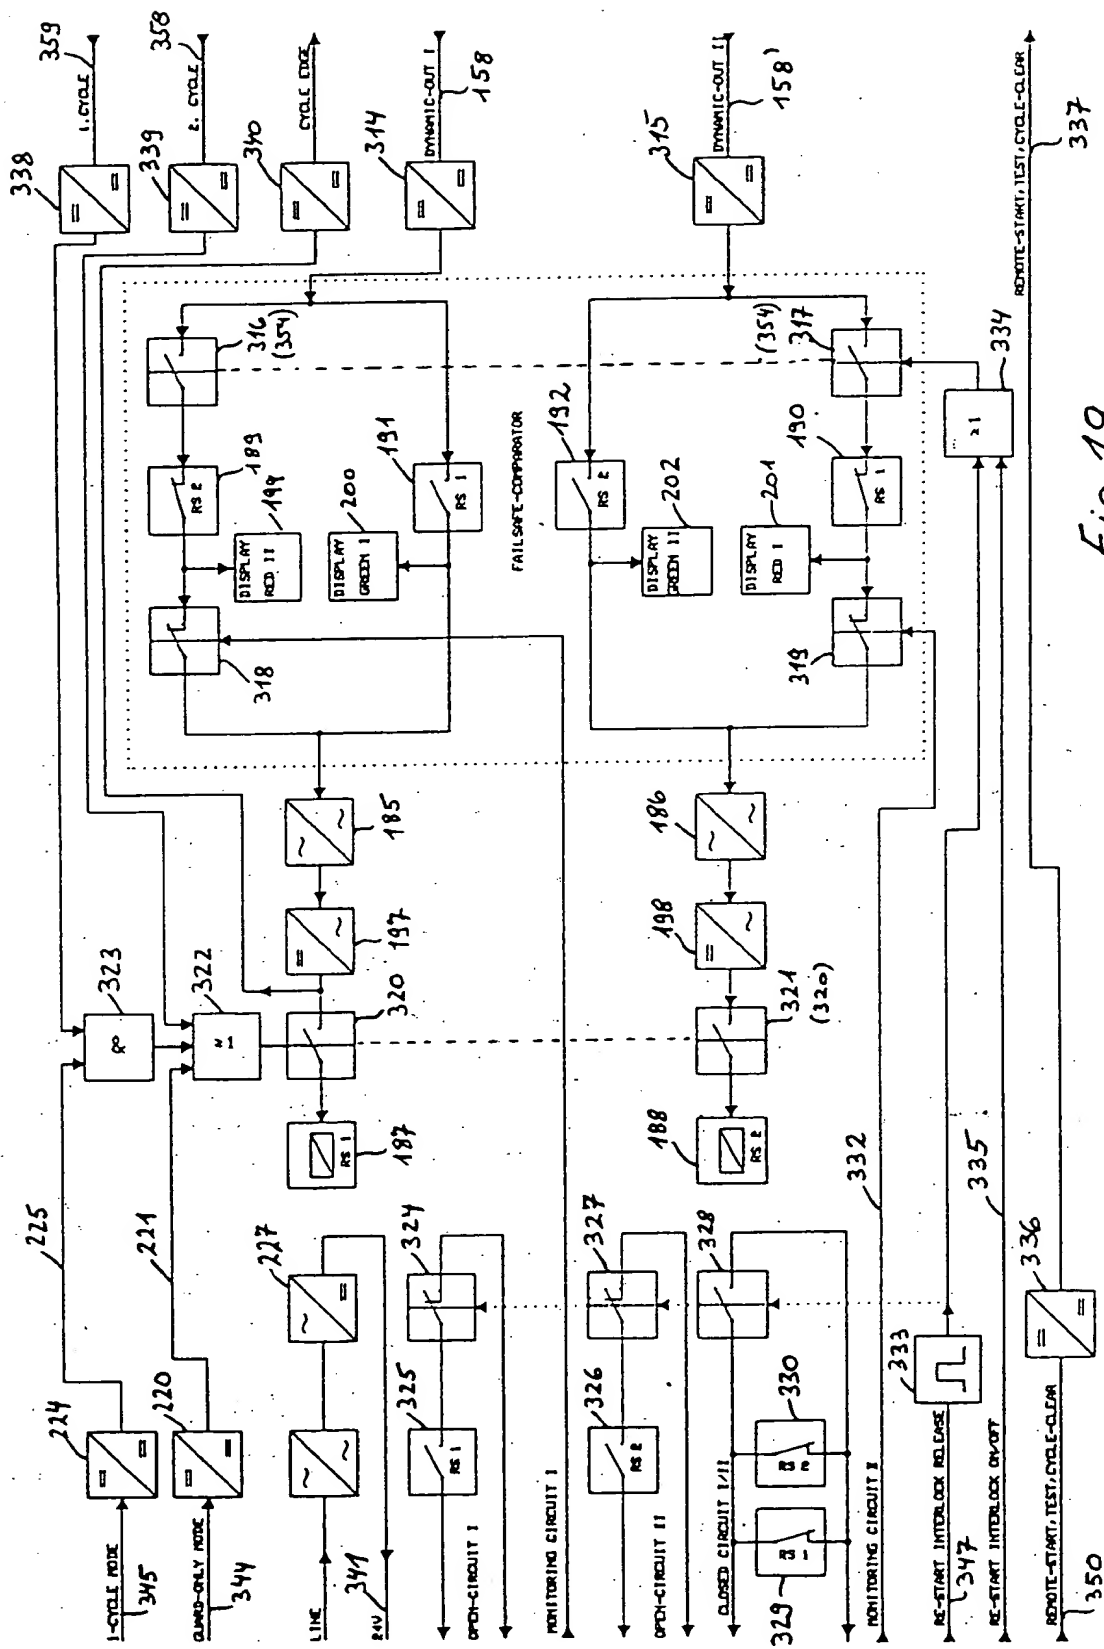 1-CYCLE MODE
345
224
225
323
&
338
1.CYCLE
359
GUARD-ONLY MODE
344
220
221
322
≥1
339
2. CYCLE
358
340
CYCLE EDGE
LINE
24V
341
227
187
RS 1
320
197
185
318
189
RS 2
DISPLAY
RED II
199
316
(354)
314
DYNAMIC-OUT I
158
DISPLAY
GREEN I
200
191
RS 1
OPEN-CIRCUIT I
325
RS 1
324
MONITORING CIRCUIT I
FAILSAFE-COMPARATOR
OPEN-CIRCUIT II
326
RS 2
327
188
RS 2
321
(320)
198
186
192
RS 2
DISPLAY
GREEN II
202
315
DYNAMIC-OUT II
158'
CLOSED CIRCUIT I/II
328
329
RS 1
330
RS 2
319
DISPLAY
RED I
201
190
RS 1
(354)
317
MONITORING CIRCUIT II
332
RE-START INTERLOCK RELEASE
347
333
≥1
334
RE-START INTERLOCK ON/OFF
335
REMOTE-START, TEST, CYCLE-CLEAR
350
336
REMOTE-START, TEST, CYCLE-CLEAR
337